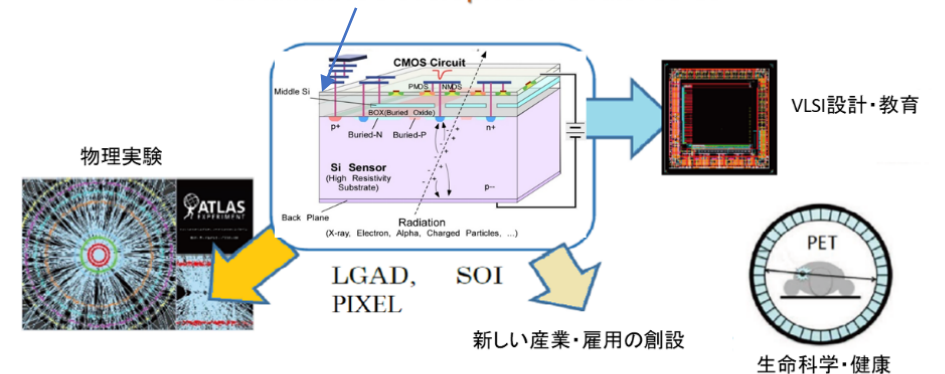 CMOS Circuit
Middle Si
PMOS
NMOS
BOX(Buried Oxide)
p+
Buried-N
Buried-P
n+
Si Sensor
(High Resistivity
Substrate)
p--
Back Plane
Radiation
(X-ray, Electron, Alpha, Charged Particles, ...)
VLSI設計・教育
物理実験
ATLAS
EXPERIMENT
LGAD, SOI
PIXEL
PET
新しい産業・雇用の創設
生命科学・健康